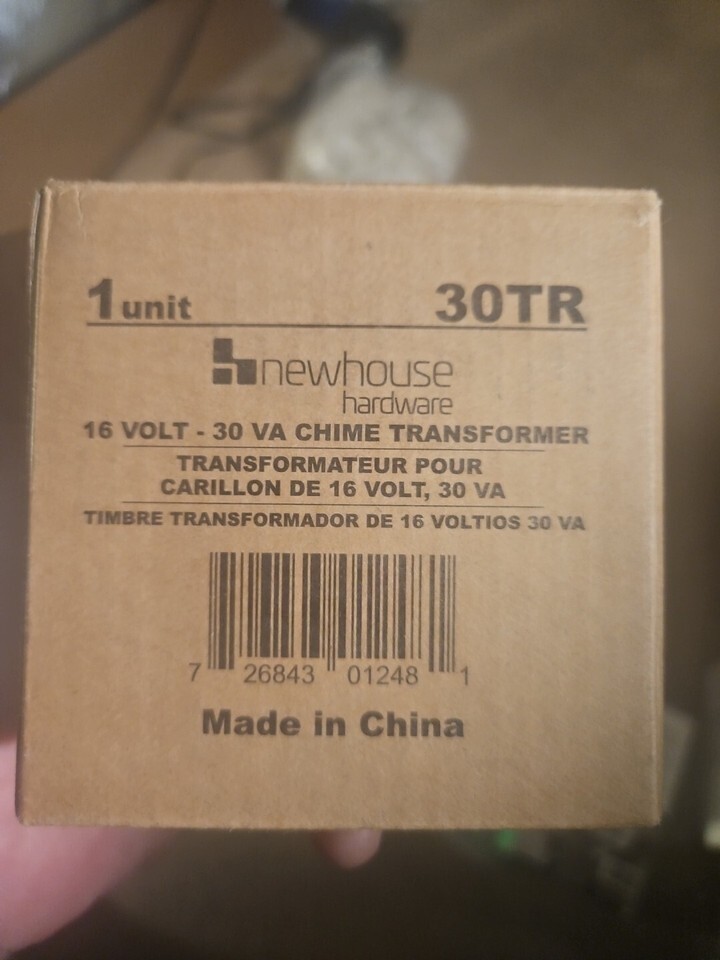 1 unit 30TR
newhouse
hardware
16 VOLT - 30 VA CHIME TRANSFORMER
TRANSFORMATEUR POUR
CARILLON DE 16 VOLT, 30 VA
TIMBRE TRANSFORMADOR DE 16 VOLTIOS 30 VA
7 26843 01248 1
Made in China